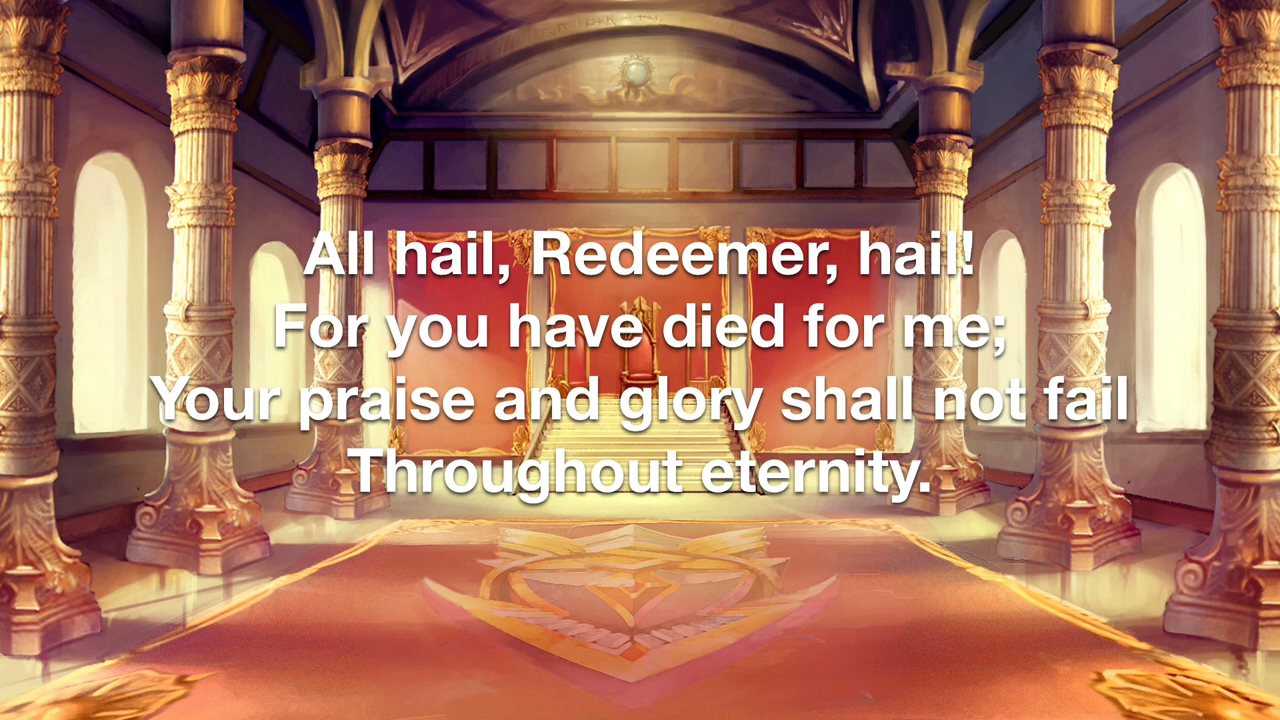 All hail, Redeemer, hail!
For you have died for me;
Your praise and glory shall not fail
Throughout eternity.